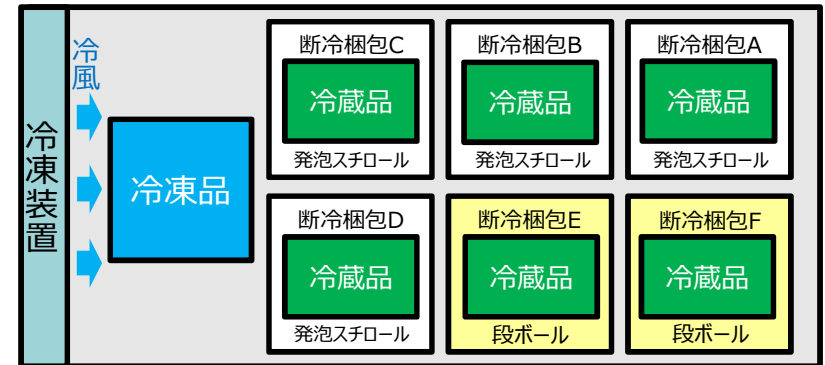 冷凍装置
冷風
冷凍品
断冷梱包C
冷蔵品
発泡スチロール
断冷梱包B
冷蔵品
発泡スチロール
断冷梱包A
冷蔵品
発泡スチロール
断冷梱包D
冷蔵品
発泡スチロール
断冷梱包E
冷蔵品
段ボール
断冷梱包F
冷蔵品
段ボール